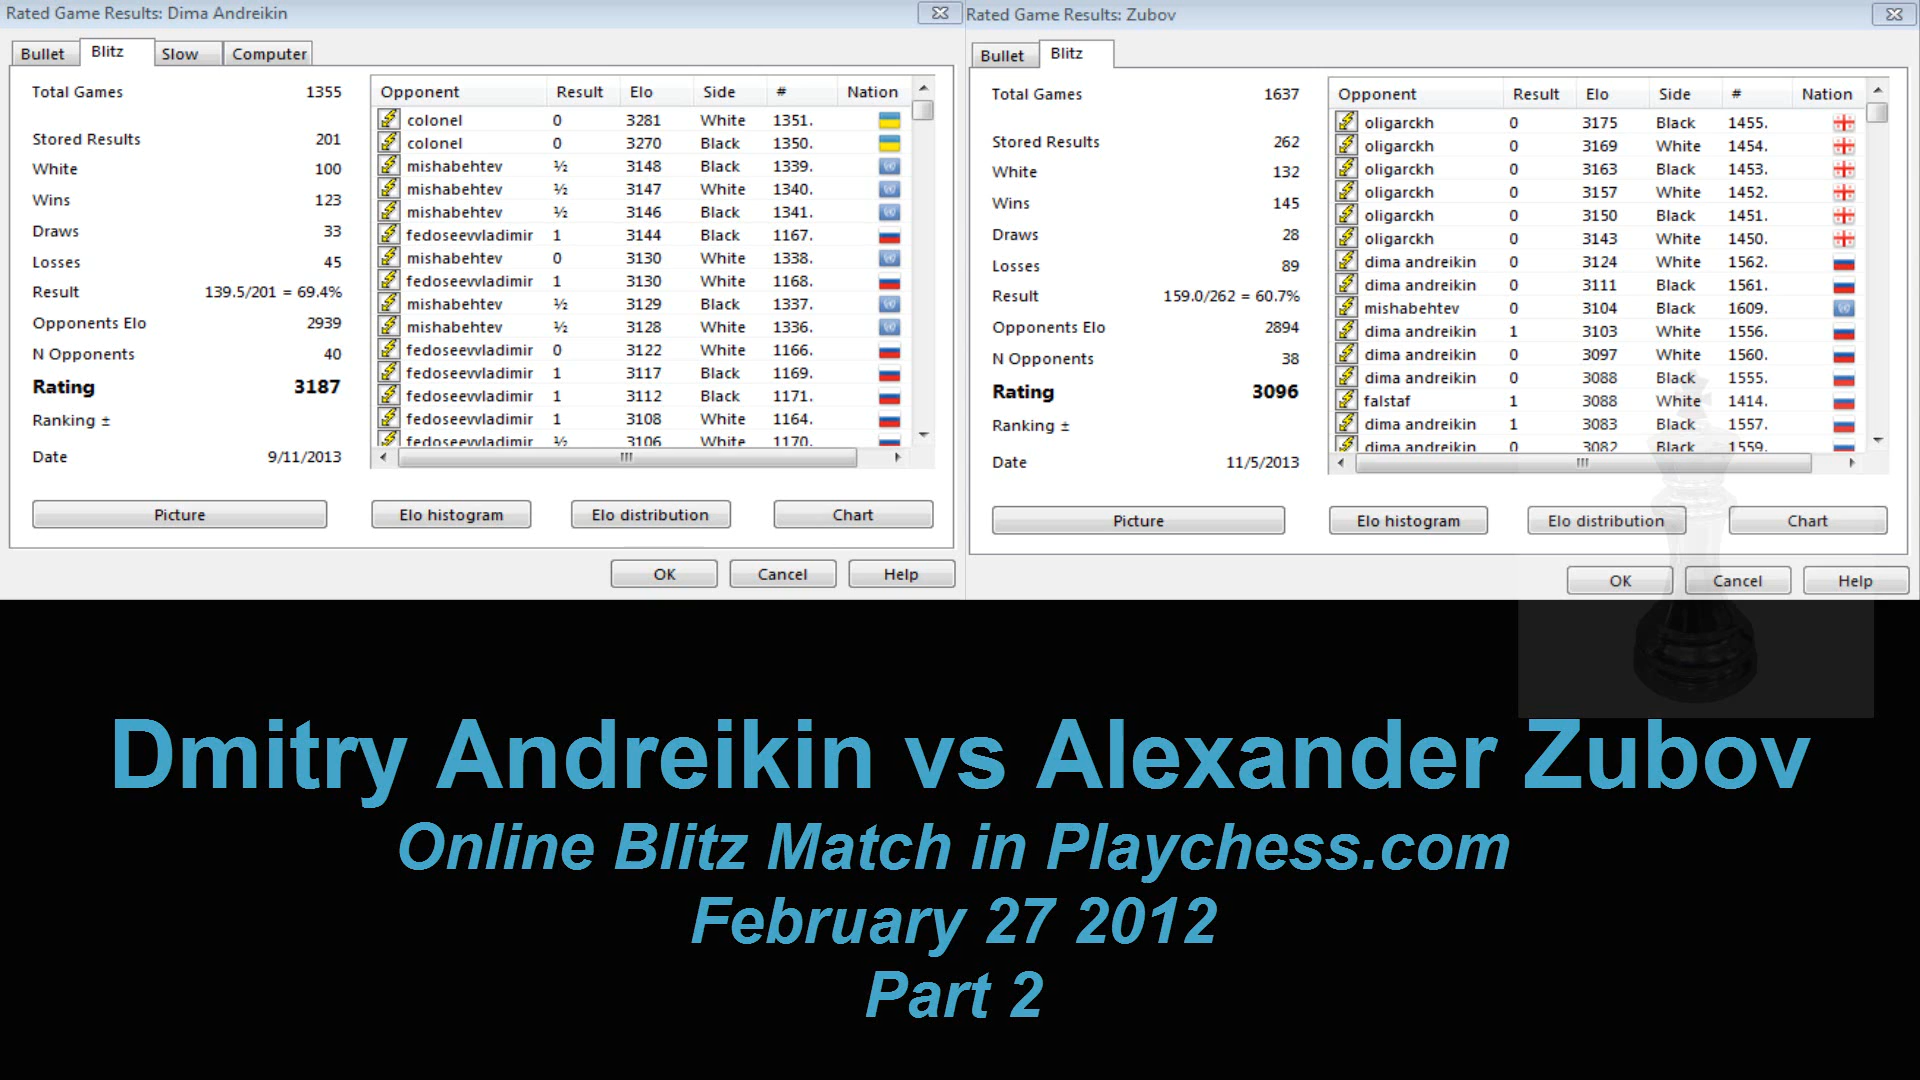 Rated Game Results: Dima Andreikin
Bullet Blitz Slow Computer
Total Games 1355
Stored Results 201
White 100
Wins 123
Draws 33
Losses 45
Result 139.5/201 = 69.4%
Opponents Elo 2939
N Opponents 40
Rating 3187
Ranking ±
Date 9/11/2013
Picture
Opponent Result Elo Side # Nation
colonel 0 3281 White 1351.
colonel 0 3270 Black 1350.
mishabehtev ½ 3148 Black 1339.
mishabehtev ½ 3147 White 1340.
mishabehtev ½ 3146 Black 1341.
fedoseevvladimir 1 3144 Black 1167.
mishabehtev 0 3130 White 1338.
fedoseevvladimir 1 3130 White 1168.
mishabehtev ½ 3129 Black 1337.
mishabehtev ½ 3128 White 1336.
fedoseevvladimir 0 3122 White 1166.
fedoseevvladimir 1 3117 Black 1169.
fedoseevvladimir 1 3112 Black 1171.
fedoseevvladimir 1 3108 White 1164.
fedoseevvladimir ½ 3106 White 1170.
Elo histogram Elo distribution Chart
OK Cancel Help
Rated Game Results: Zubov
Bullet Blitz
Total Games 1637
Stored Results 262
White 132
Wins 145
Draws 28
Losses 89
Result 159.0/262 = 60.7%
Opponents Elo 2894
N Opponents 38
Rating 3096
Ranking ±
Date 11/5/2013
Picture
Opponent Result Elo Side # Nation
oligarckh 0 3175 Black 1455.
oligarckh 0 3169 White 1454.
oligarckh 0 3163 Black 1453.
oligarckh 0 3157 White 1452.
oligarckh 0 3150 Black 1451.
oligarckh 0 3143 White 1450.
dima andreikin 0 3124 White 1562.
dima andreikin 0 3111 Black 1561.
mishabehtev 0 3104 Black 1609.
dima andreikin 1 3103 White 1556.
dima andreikin 0 3097 White 1560.
dima andreikin 0 3088 Black 1555.
falstaf 1 3088 White 1414.
dima andreikin 1 3083 Black 1557.
dima andreikin 0 3082 Black 1559.
Elo histogram Elo distribution Chart
OK Cancel Help
Dmitry Andreikin vs Alexander Zubov
Online Blitz Match in Playchess.com
February 27 2012
Part 2